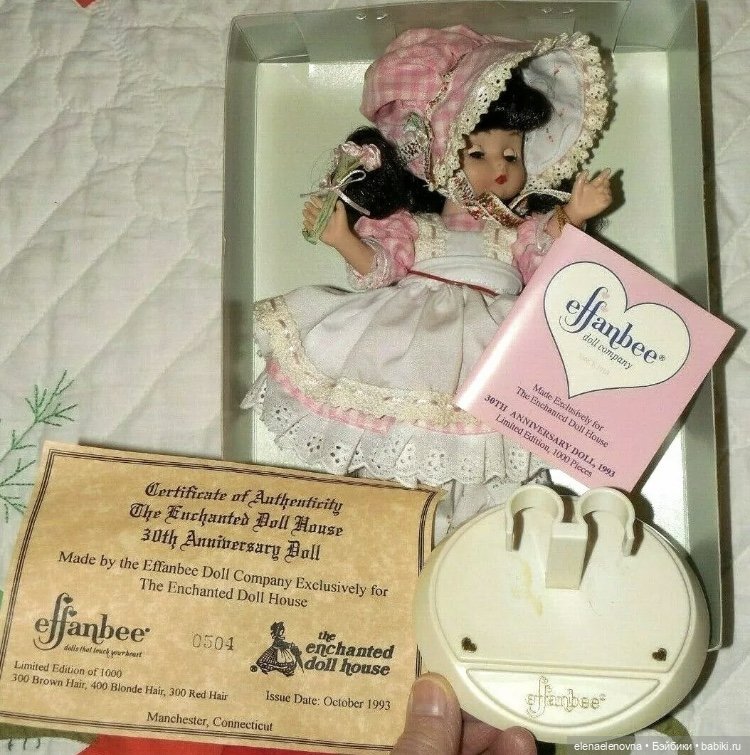 effanbee®
doll company
Made Exclusively for
The Enchanted Doll House
30TH ANNIVERSARY DOLL, 1993
Limited Edition, 1000 Pieces
Certificate of Authenticity
The Enchanted Doll House
30th Anniversary Doll
Made by the Effanbee Doll Company Exclusively for
The Enchanted Doll House
effanbee®
dolls that touch your heart
0504
the
enchanted
doll house
Limited Edition of 1000
300 Brown Hair, 400 Blonde Hair, 300 Red Hair
Issue Date: October 1993
Manchester, Connecticut
effanbee®
elenaelenovna • Бэйбики • babiki.ru